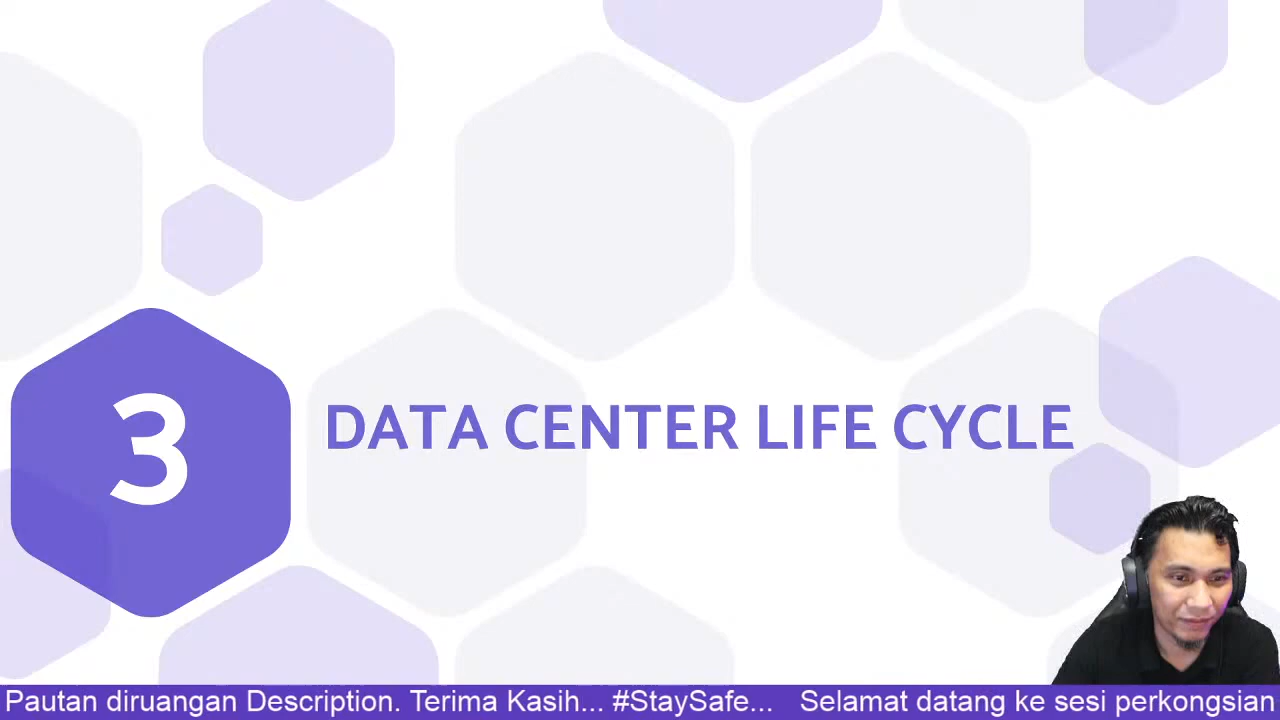 3
DATA CENTER LIFE CYCLE
Pautan diruangan Description. Terima Kasih... #StaySafe... Selamat datang ke sesi perkongsian